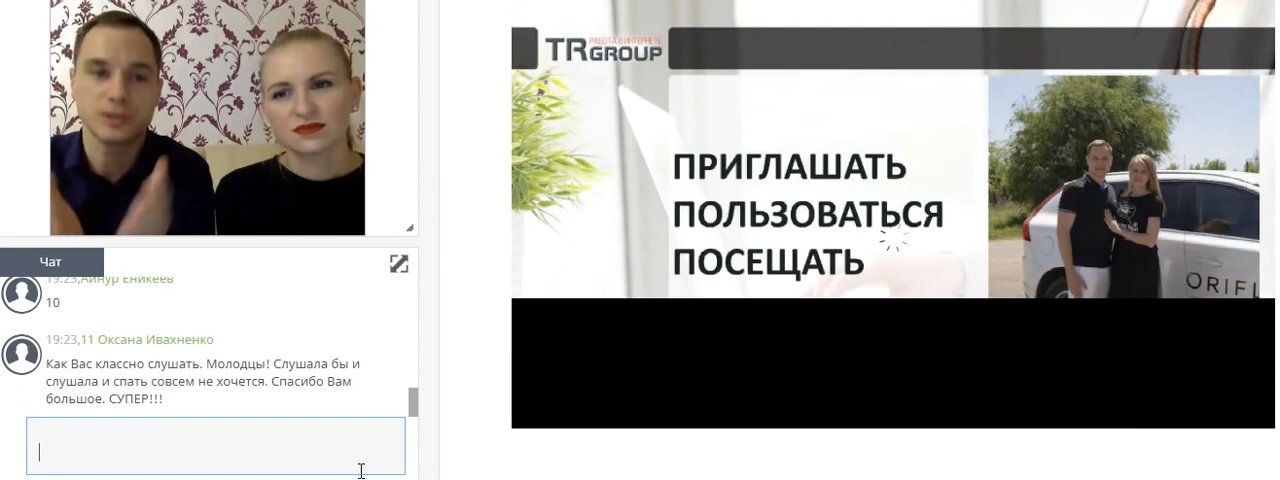 TRGROUP
РАБОТА В ИНТЕРНЕТЕ
ПРИГЛАШАТЬ
ПОЛЬЗОВАТЬСЯ
ПОСЕЩАТЬ
ORIFL
Чат
19:23,Айнур Еникеев
10
19:23,11 Оксана Ивахненко
Как Вас классно слушать. Молодцы! Слушала бы и
слушала и спать совсем не хочется. Спасибо Вам
большое. СУПЕР!!!